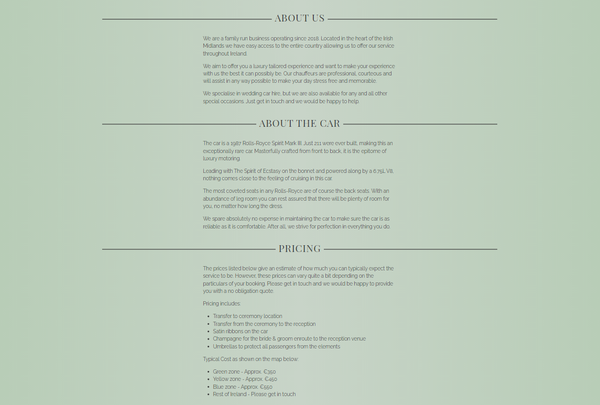 ABOUT US
We are a family run business operating since 2016. Located in the heart of the Irish
Midlands we have easy access to the entire country allowing us to offer our service
throughout Ireland.
We aim to offer you a luxury tailored experience and want to make your experience
with us the best it can possibly be. Our chauffeurs are professional, courteous and
will assist in any way possible to make your day stress free and memorable
We specialise in wedding car hire, but we are also available for any and all other
special occasions. Just get in touch and we would be happy to help.
ABOUT THE CAR
The car is a 1987 Rolls-Royce Spirit Mark III. Just 211 were ever built, making this an
exceptionally rare car. Masterfully crafted from front to back, it is the epitome of
luxury motoring
Leading with The Spirit of Ecstasy on the bonnet and powered along by a 6.75L V8
nothing comes close to the feeling of cruising in this car
The most coveted seats in any Rolls-Royce are of course the back seats. With an
abundance of leg room you can rest assured that there will be plenty of room for
you, no matter how long the dress.
We spare absolutely no expense in maintaining the car to make sure the car is as
reliable as it is comfortable. After all, we strive for perfection in everything you do.
PRICING
The prices listed below give an estimate of how much you can typically expect the
service to be. However, these prices can vary quite a bit depending on the
particulars of your booking. Please get in touch and we would be happy to provide
you with a no obligation quote.
Pricing includes:
• Transfer to ceremony location
• Transfer from the ceremony to the reception
• Satin ribbons on the car
• Champagne for the bride & groom enroute to the reception venue
• Umbrellas to protect all passengers from the elements
Typical Cost as shown on the map below:
• Green zone - Approx. €350
• Yellow zone - Approx. €450
• Blue zone - Approx. €550
• Rest of Ireland - Please get in touch